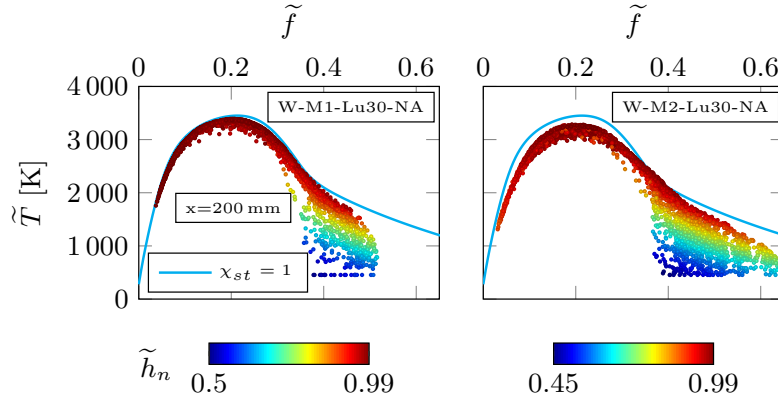 f̃ f̃
0 0.2 0.4 0.6 0 0.2 0.4 0.6
4 000 W-M1-Lu30-NA W-M2-Lu30-NA
3 000
T̃ [K]
2 000 x=200 mm
1 000
χst = 1
0
h̃n
0.5 0.99 0.45 0.99